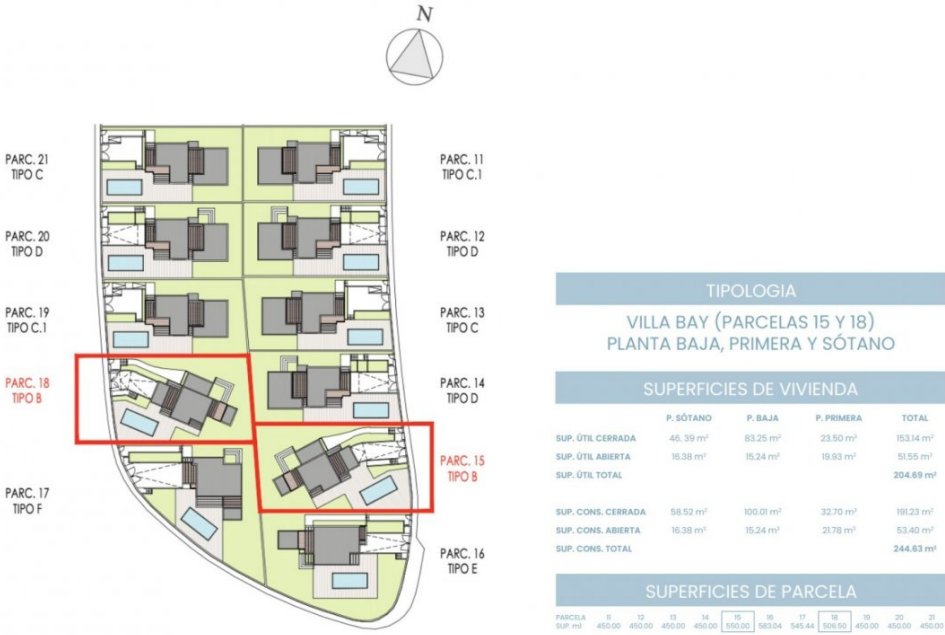 N
PARC. 21
TIPO C
PARC. 20
TIPO D
PARC. 19
TIPO C.1
PARC. 18
TIPO B
PARC. 17
TIPO F
PARC. 11
TIPO C.1
PARC. 12
TIPO D
PARC. 13
TIPO C
PARC. 14
TIPO D
PARC. 15
TIPO B
PARC. 16
TIPO E
TIPOLOGIA
VILLA BAY (PARCELAS 15 Y 18)
PLANTA BAJA, PRIMERA Y SÓTANO
SUPERFICIES DE VIVIENDA
P. SÓTANO P. BAJA P. PRIMERA TOTAL
SUP. ÚTIL CERRADA 46, 39 m² 83.25 m² 23.50 m² 153.14 m²
SUP. ÚTIL ABIERTA 16.38 m² 15.24 m² 19.93 m² 51.55 m²
SUP. ÚTIL TOTAL 204.69 m²
SUP. CONS. CERRADA 58.52 m² 100.01 m² 32.70 m² 191.23 m²
SUP. CONS. ABIERTA 16.38 m² 15.24 m² 21.78 m² 53.40 m²
SUP. CONS. TOTAL 244.63 m²
SUPERFICIES DE PARCELA
PARCELA 11 12 13 14 15 16 17 18 19 20 21
SUP. ml 450.00 450.00 450.00 450.00 550.00 583.04 545.44 506.50 450.00 450.00 450.00